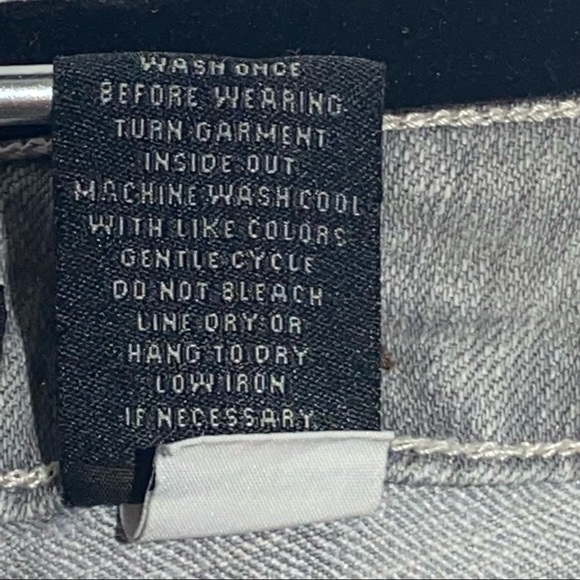 WASH ONCE
BEFORE WEARING
TURN GARMENT
INSIDE OUT
MACHINE WASH COOL
WITH LIKE COLORS
GENTLE CYCLE
DO NOT BLEACH
LINE DRY OR
HANG TO DRY
LOW IRON
IF NECESSARY